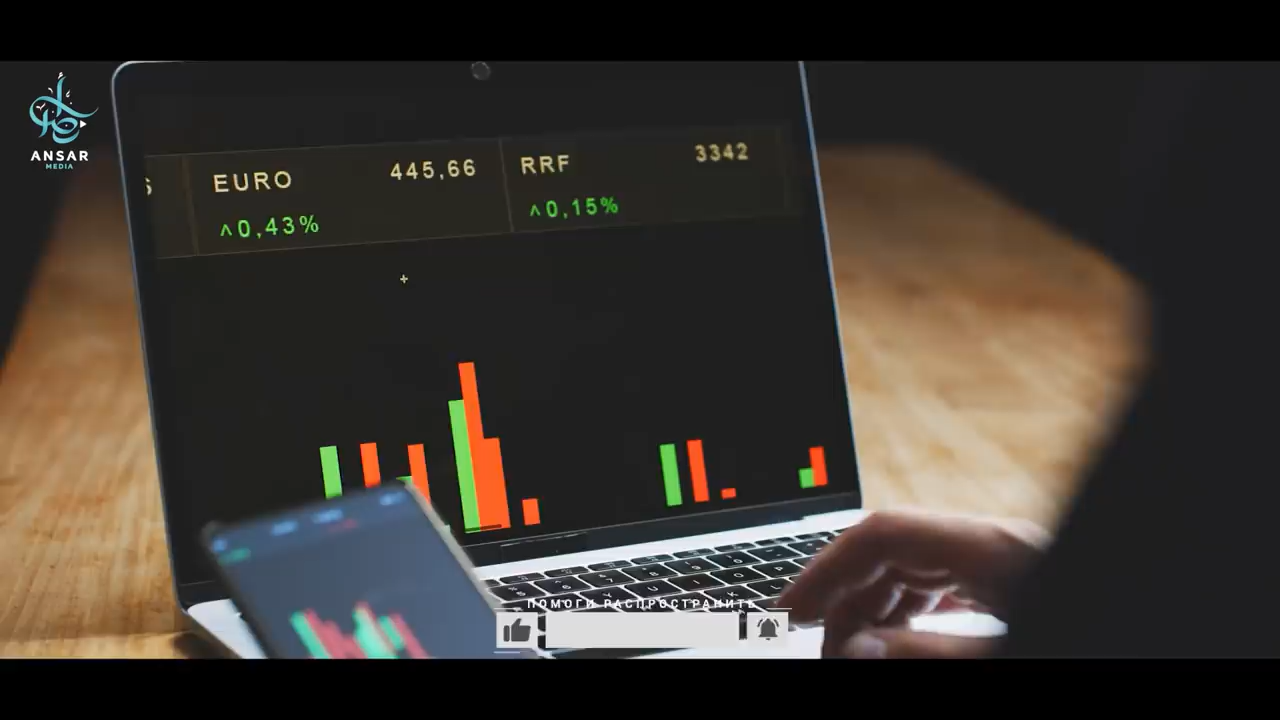 ANSAR
MEDIA
EURO 445,66
^0,43%
RRF 3342
^0,15%
ПОМОГИ РАСПРОСТРАНИТЬ